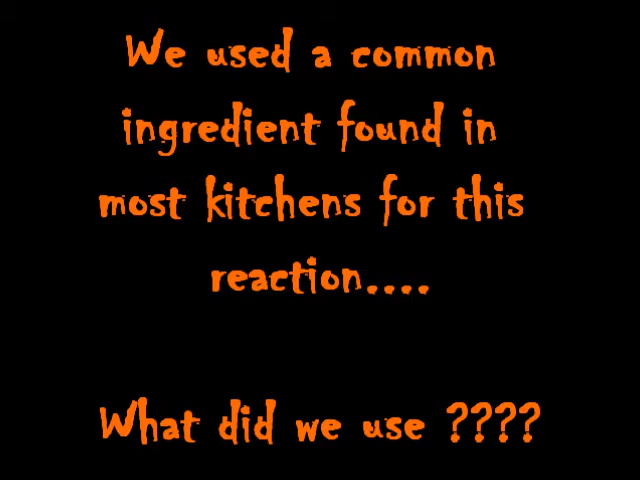 We used a common
ingredient found in
most kitchens for this
reaction....
What did we use ????